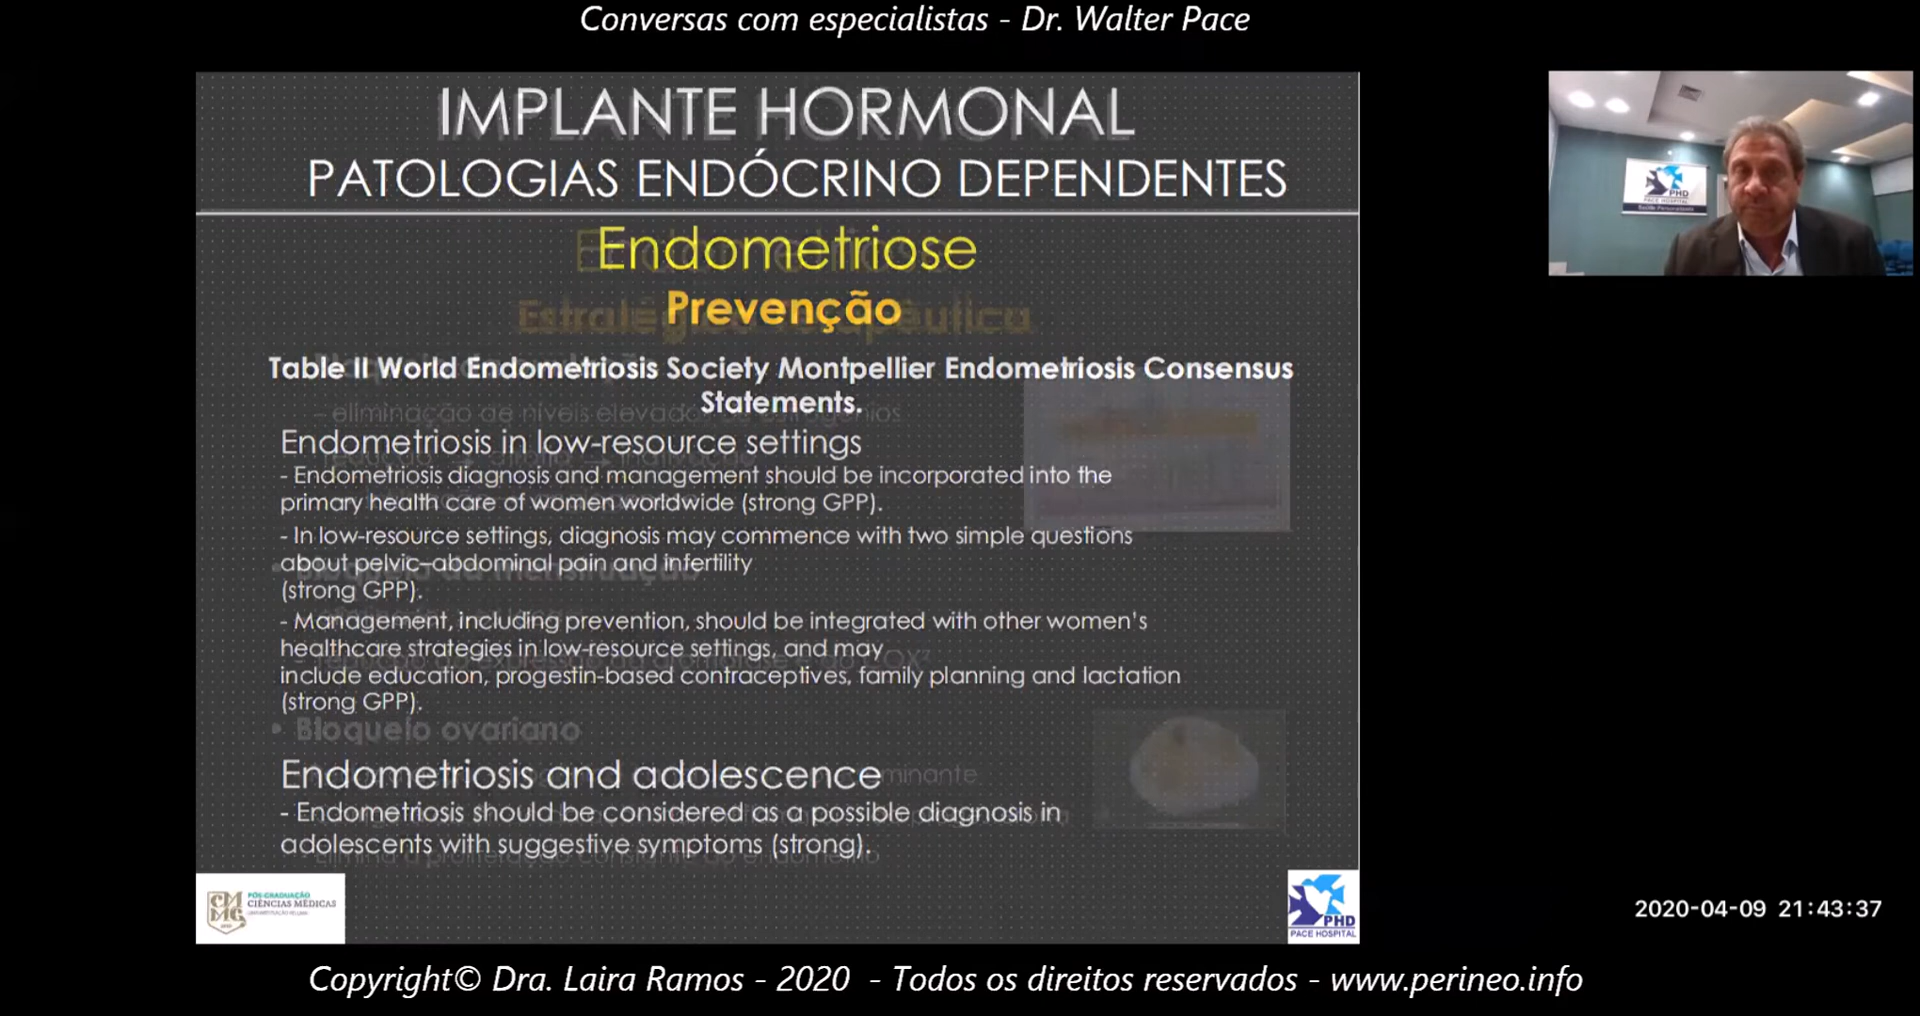 Conversas com especialistas - Dr. Walter Pace
IMPLANTE HORMONAL
PATOLOGIAS ENDÓCRINO DEPENDENTES
Endometriose
Prevenção
Table II World Endometriosis Society Montpellier Endometriosis Consensus
Statements.
Endometriosis in low-resource settings
- Endometriosis diagnosis and management should be incorporated into the
primary health care of women worldwide (strong GPP).
- In low-resource settings, diagnosis may commence with two simple questions
about pelvic–abdominal pain and infertility
(strong GPP).
- Management, including prevention, should be integrated with other women's
healthcare strategies in low-resource settings, and may
include education, progestin-based contraceptives, family planning and lactation
(strong GPP).
• Bloqueio ovariano
Endometriosis and adolescence
- Endometriosis should be considered as a possible diagnosis in
adolescents with suggestive symptoms (strong).
PHD
PACE HOSPITAL
CMMG
PÓS-GRADUAÇÃO
CIÊNCIAS MÉDICAS
PHD
PACE HOSPITAL
2020-04-09 21:43:37
Copyright© Dra. Laira Ramos - 2020 - Todos os direitos reservados - www.perineo.info